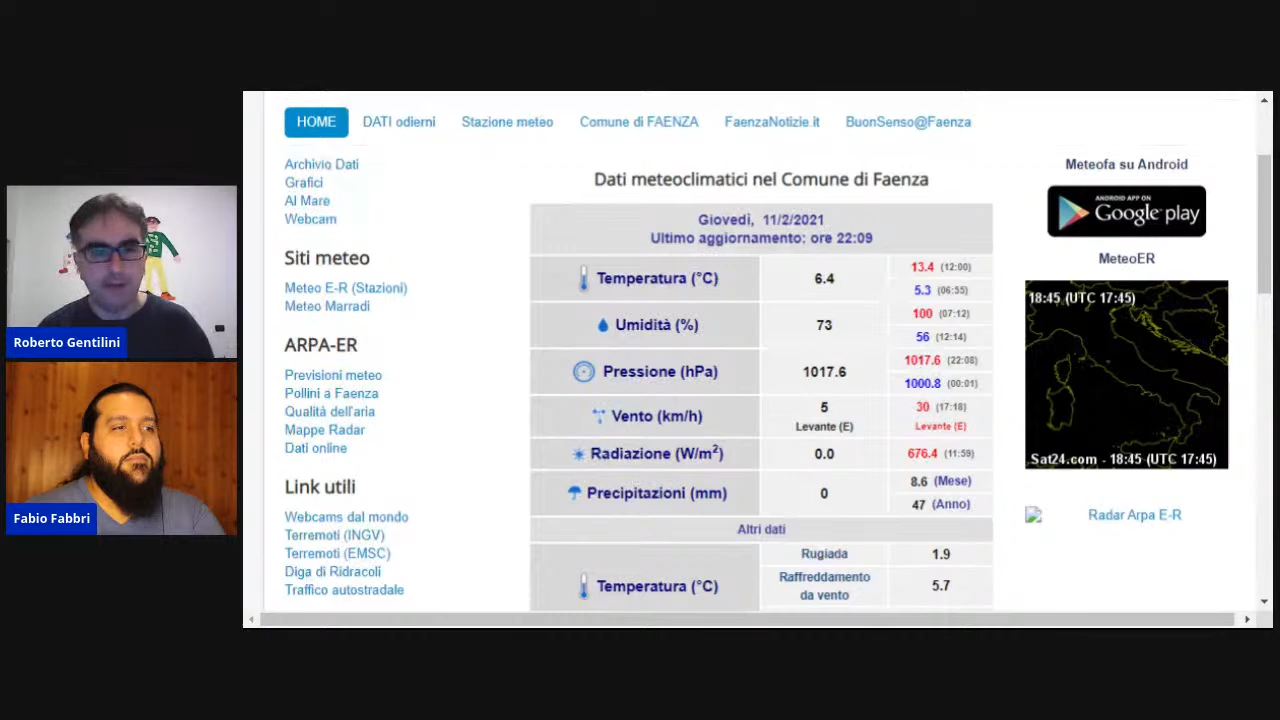 HOME
DATI odierni
Stazione meteo
Comune di FAENZA
FaenzaNotizie.it
BuonSenso@Faenza
Archivio Dati
Grafici
Al Mare
Webcam
Siti meteo
Meteo E-R (Stazioni)
Meteo Marradi
ARPA-ER
Previsioni meteo
Pollini a Faenza
Qualità dell'aria
Mappe Radar
Dati online
Link utili
Webcams dal mondo
Terremoti (INGV)
Terremoti (EMSC)
Diga di Ridracoli
Traffico autostradale
Dati meteoclimatici nel Comune di Faenza
Giovedì, 11/2/2021
Ultimo aggiornamento: ore 22:09
Temperatura (°C) 6.4 13.4 (12:00)
5.3 (06:55)
Umidità (%) 73 100 (07:12)
56 (12:14)
Pressione (hPa) 1017.6 1017.6 (22:08)
1000.8 (00:01)
Vento (km/h) 5 30 (17:18)
Levante (E) Levante (E)
Radiazione (W/m²) 0.0 676.4 (11:59)
Precipitazioni (mm) 0 8.6 (Mese)
47 (Anno)
Altri dati
Rugiada 1.9
Temperatura (°C) Raffreddamento 5.7
da vento
Meteofa su Android
ANDROID APP ON
Google play
MeteoER
18:45 (UTC 17:45)
Sat24.com - 18:45 (UTC 17:45)
Radar Arpa E-R
Roberto Gentilini
Fabio Fabbri